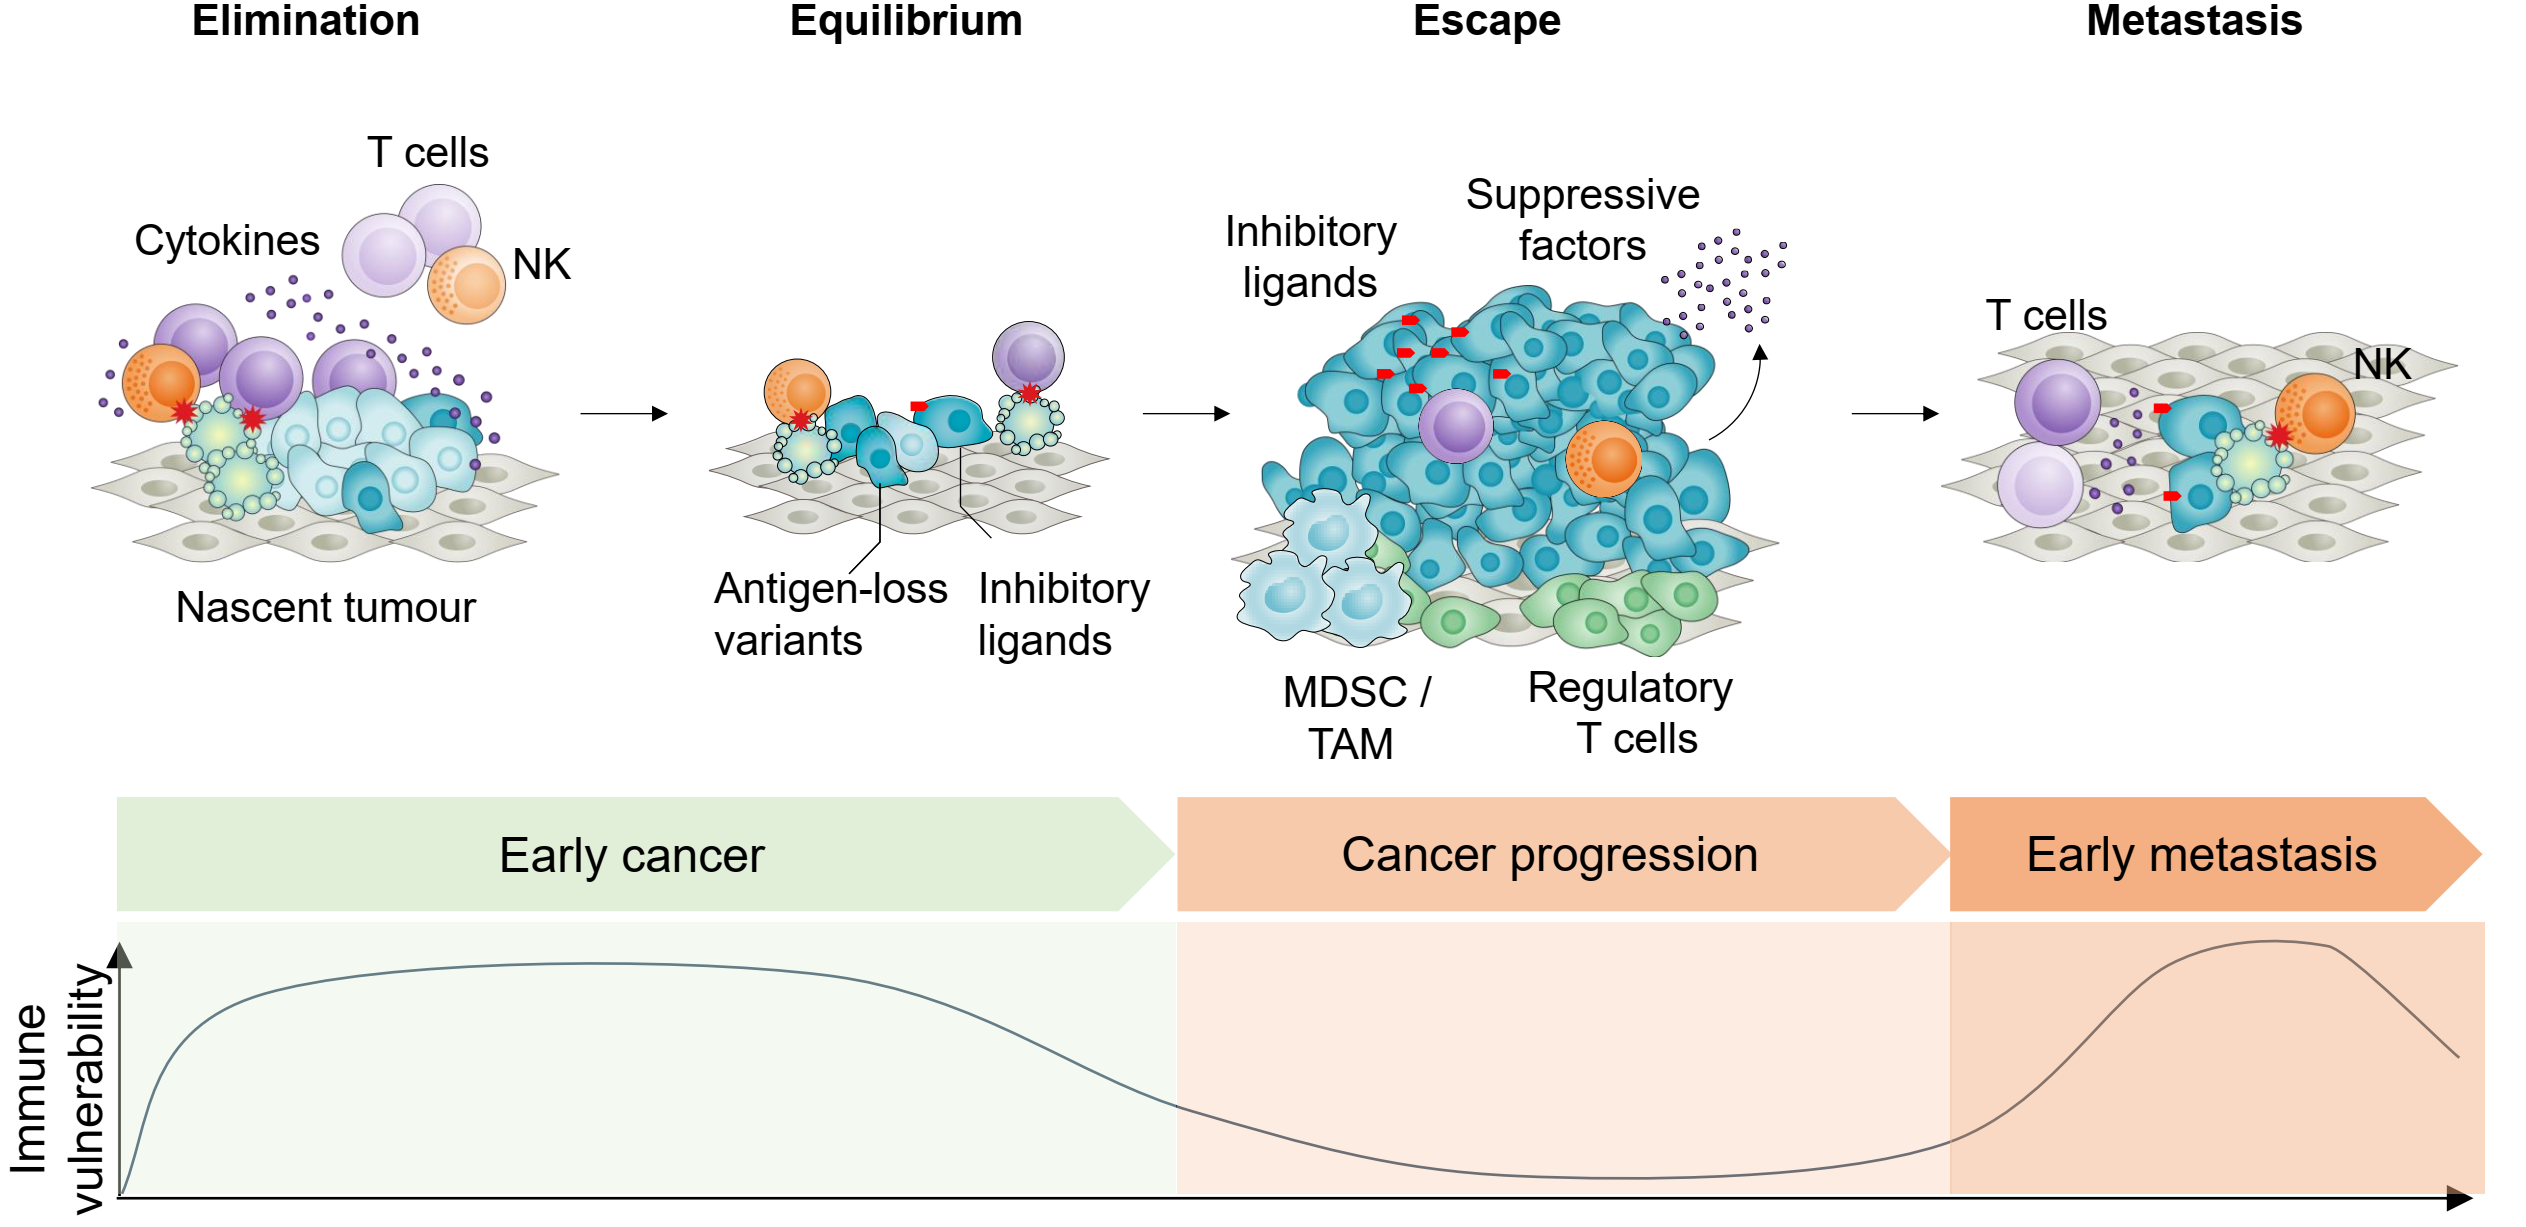 Elimination
Equilibrium
Escape
Metastasis
T cells
Cytokines
NK
Nascent tumour
Antigen-loss
variants
Inhibitory
ligands
Inhibitory
ligands
Suppressive
factors
MDSC /
TAM
Regulatory
T cells
T cells
NK
Early cancer
Cancer progression
Early metastasis
Immune
vulnerability